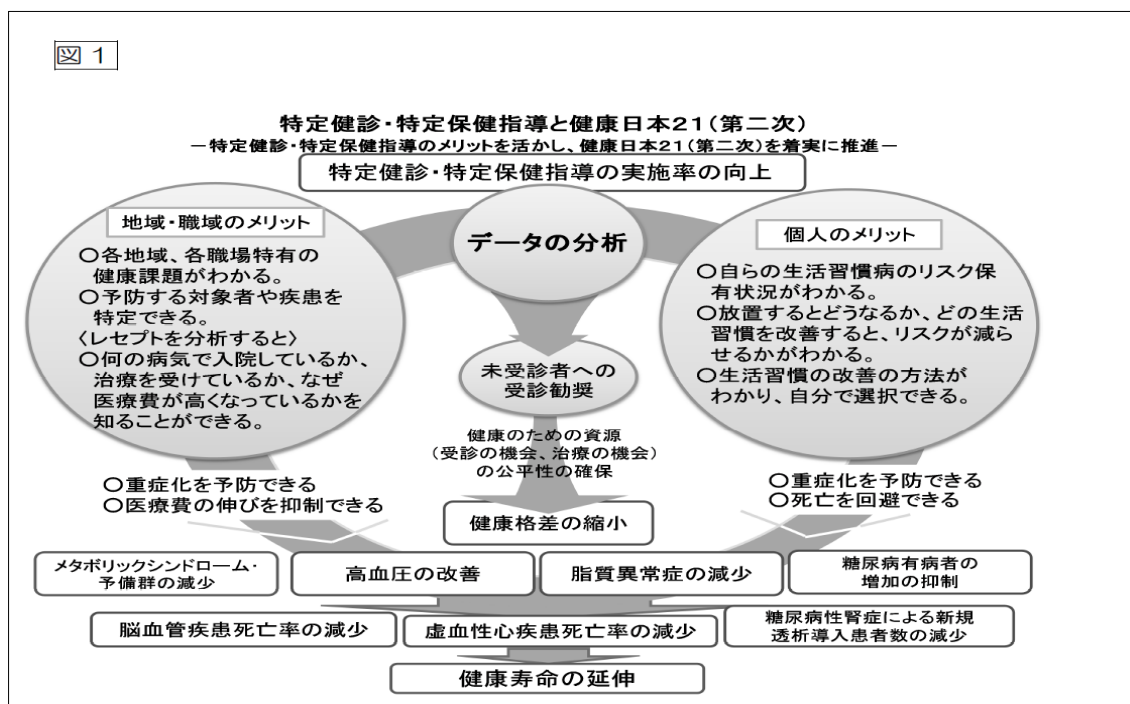 図１
特定健診・特定保健指導と健康日本２１（第二次）
－特定健診・特定保健指導のメリットを活かし、健康日本２１（第二次）を着実に推進－
特定健診・特定保健指導の実施率の向上
地域・職域のメリット
○各地域、各職場特有の
健康課題がわかる。
○予防する対象者や疾患を
特定できる。
〈レセプトを分析すると〉
○何の病気で入院しているか、
治療を受けているか、なぜ
医療費が高くなっているかを
知ることができる。
データの分析
個人のメリット
○自らの生活習慣病のリスク保
有状況がわかる。
○放置するとどうなるか、どの生活
習慣を改善すると、リスクが減ら
せるかがわかる。
○生活習慣の改善の方法が
わかり、自分で選択できる。
未受診者への
受診勧奨
健康のための資源
（受診の機会、治療の機会）
の公平性の確保
○重症化を予防できる
○医療費の伸びを抑制できる
○重症化を予防できる
○死亡を回避できる
健康格差の縮小
メタボリックシンドローム・
予備群の減少
高血圧の改善
脂質異常症の減少
糖尿病有病者の
増加の抑制
脳血管疾患死亡率の減少
虚血性心疾患死亡率の減少
糖尿病性腎症による新規
透析導入患者数の減少
健康寿命の延伸